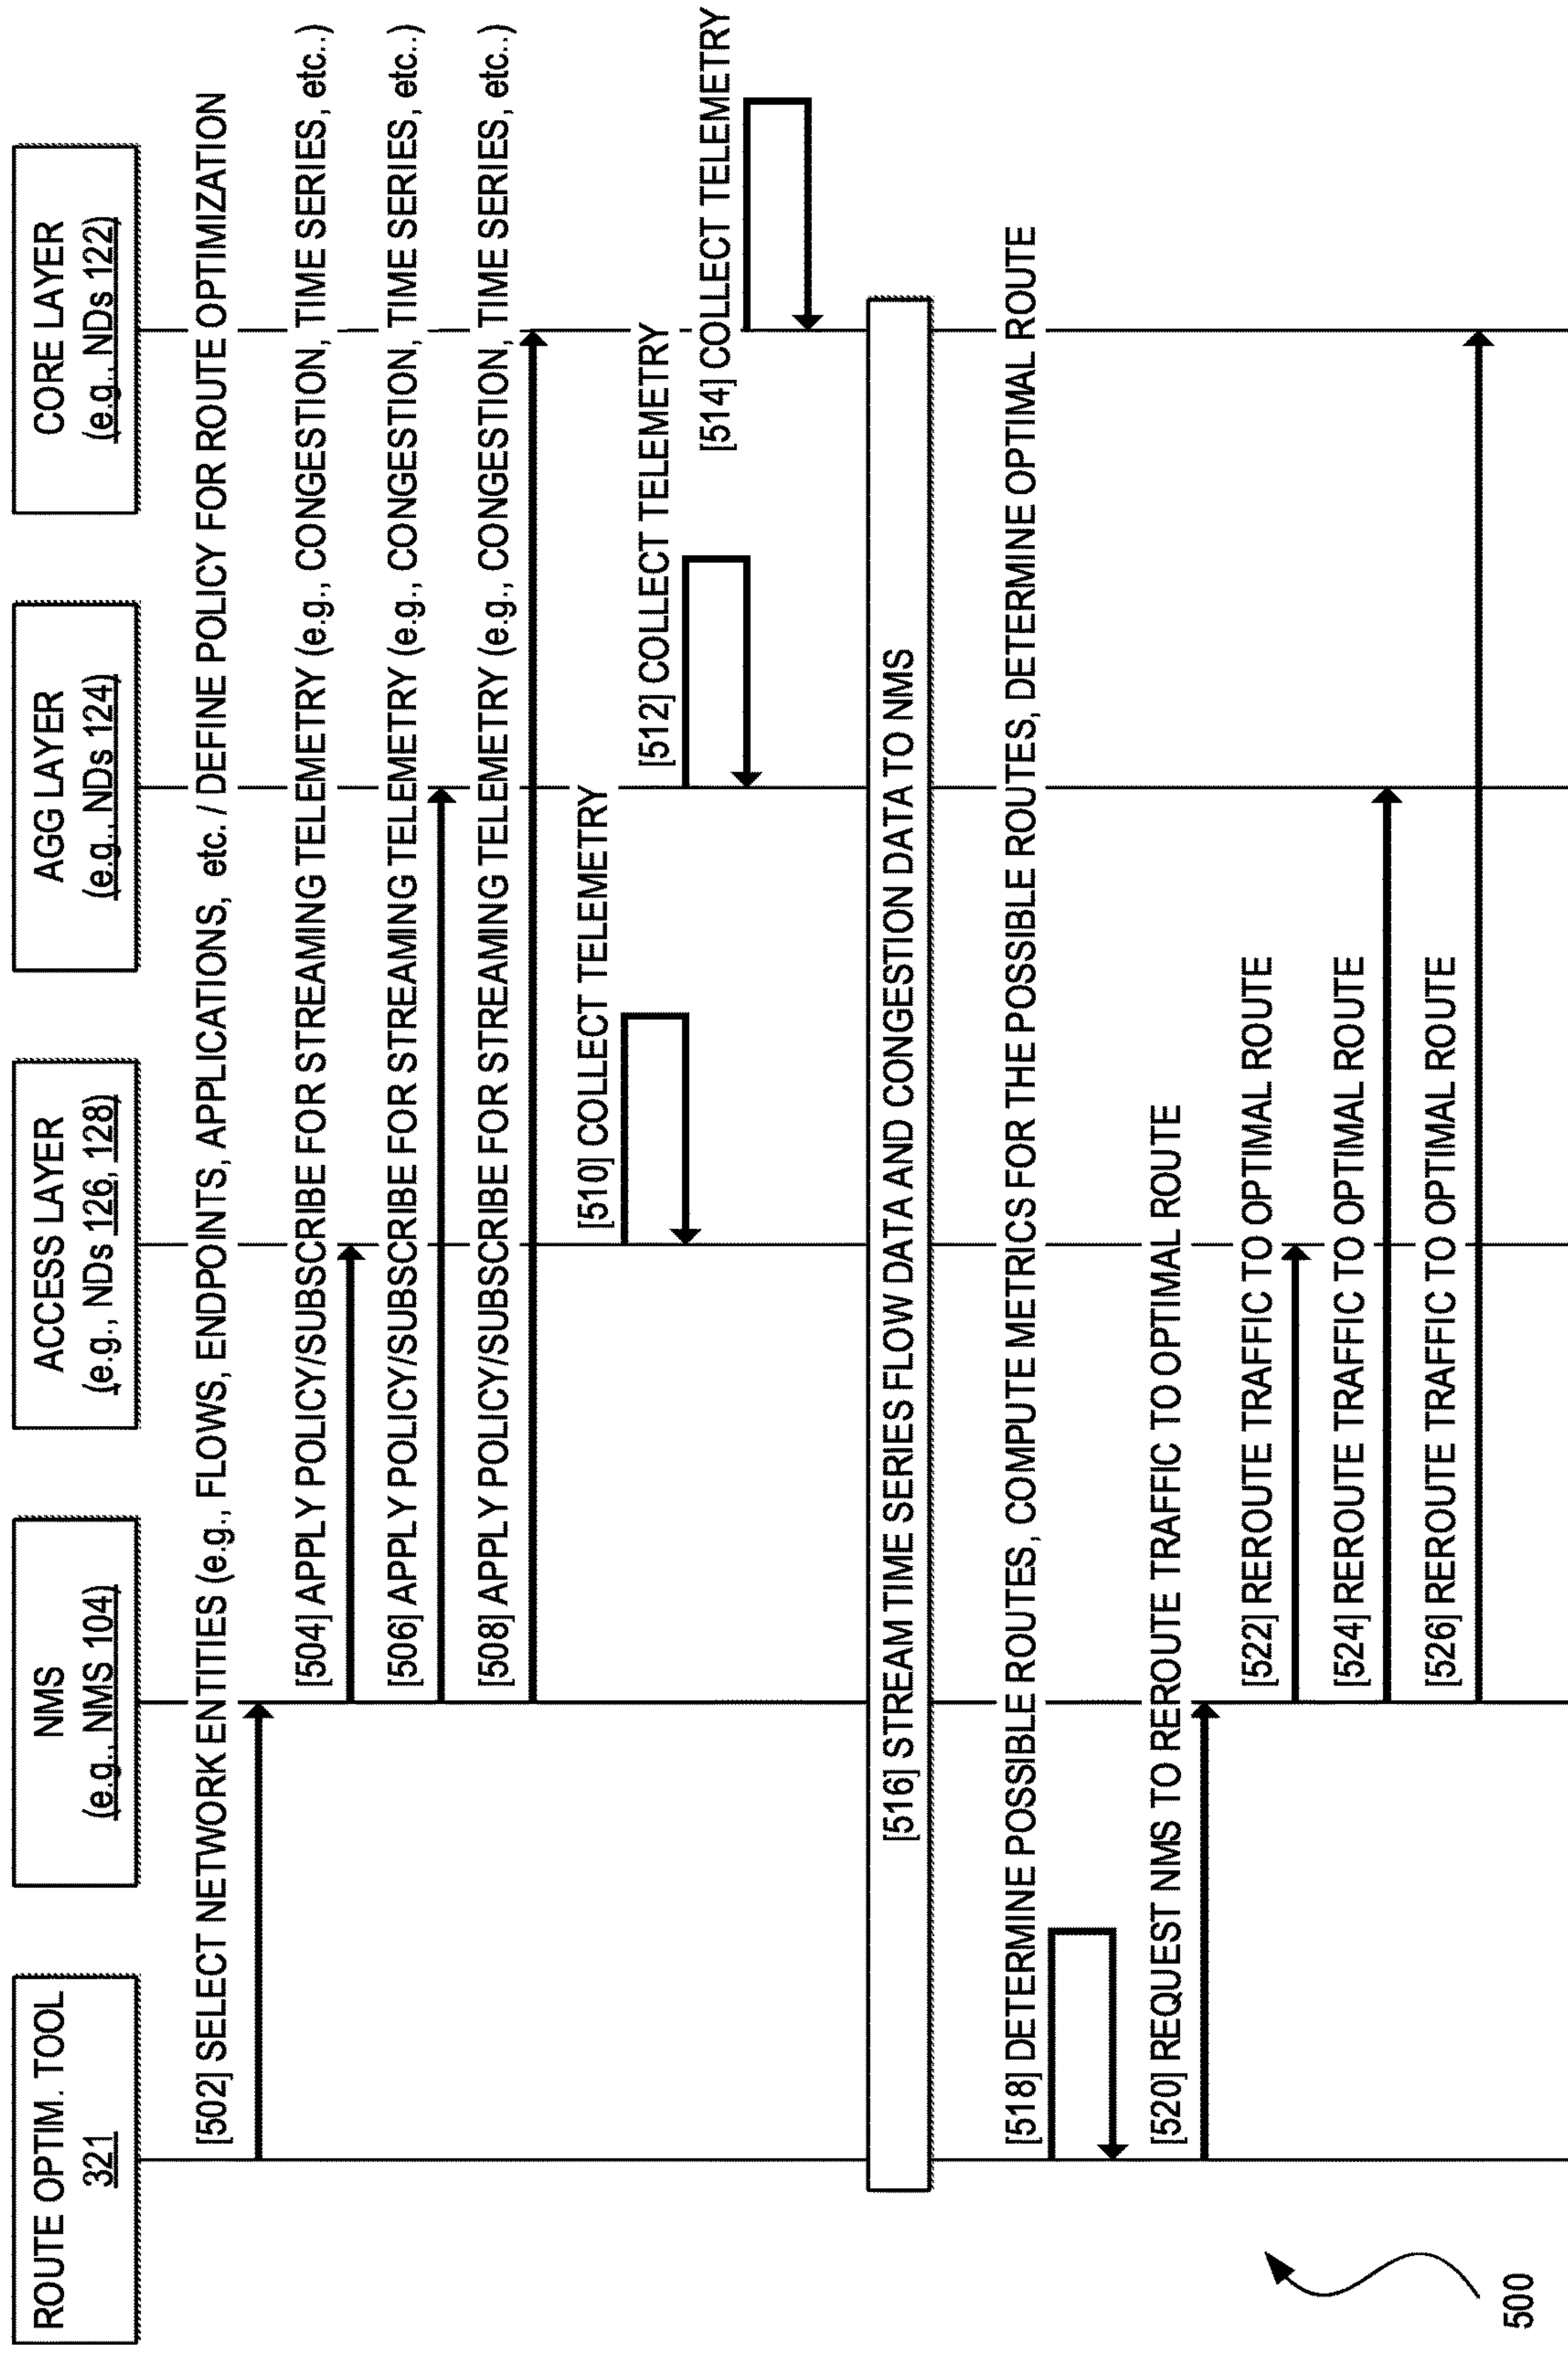 ROUTE OPTIM. TOOL
321
NMS
(e.g., NMS 104)
ACCESS LAYER
(e.g., NDs 126, 128)
AGG LAYER
(e.g., NDs 124)
CORE LAYER
(e.g., NDs 122)
[502] SELECT NETWORK ENTITIES (e.g., FLOWS, ENDPOINTS, APPLICATIONS, etc. / DEFINE POLICY FOR ROUTE OPTIMIZATION
[504] APPLY POLICY/SUBSCRIBE FOR STREAMING TELEMETRY (e.g., CONGESTION, TIME SERIES, etc..)
[506] APPLY POLICY/SUBSCRIBE FOR STREAMING TELEMETRY (e.g., CONGESTION, TIME SERIES, etc..)
[508] APPLY POLICY/SUBSCRIBE FOR STREAMING TELEMETRY (e.g., CONGESTION, TIME SERIES, etc..)
[510] COLLECT TELEMETRY
[512] COLLECT TELEMETRY
[514] COLLECT TELEMETRY
[516] STREAM TIME SERIES FLOW DATA AND CONGESTION DATA TO NMS
[518] DETERMINE POSSIBLE ROUTES, COMPUTE METRICS FOR THE POSSIBLE ROUTES, DETERMINE OPTIMAL ROUTE
[520] REQUEST NMS TO REROUTE TRAFFIC TO OPTIMAL ROUTE
[522] REROUTE TRAFFIC TO OPTIMAL ROUTE
[524] REROUTE TRAFFIC TO OPTIMAL ROUTE
[526] REROUTE TRAFFIC TO OPTIMAL ROUTE
500